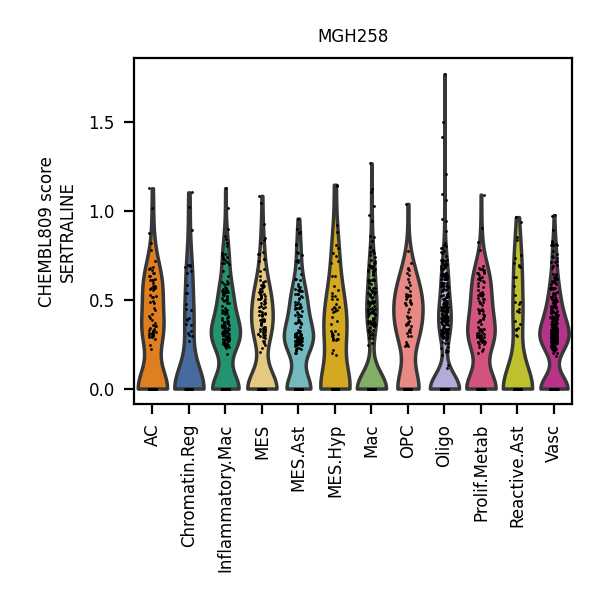 MGH258
CHEMBL809 score
SERTRALINE
1.5
1.0
0.5
0.0
AC
Chromatin.Reg
Inflammatory.Mac
MES
MES.Ast
MES.Hyp
Mac
OPC
Oligo
Prolif.Metab
Reactive.Ast
Vasc